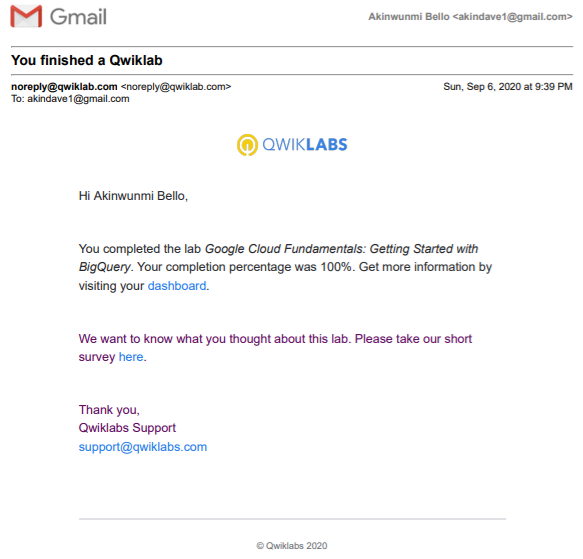 Gmail
Akinwunmi Bello <akindave1@gmail.com>
You finished a Qwiklab
noreply@qwiklab.com <noreply@qwiklab.com>
Sun, Sep 6, 2020 at 9:39 PM
To: akindave1@gmail.com
QWIKLABS
Hi Akinwunmi Bello,
You completed the lab Google Cloud Fundamentals: Getting Started with
BigQuery. Your completion percentage was 100%. Get more information by
visiting your dashboard.
We want to know what you thought about this lab. Please take our short
survey here.
Thank you,
Qwiklabs Support
support@qwiklabs.com
© Qwiklabs 2020